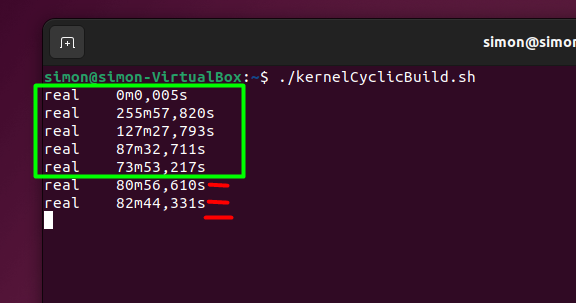 simon@simo
simon@simon-VirtualBox:~$ ./kernelCyclicBuild.sh
real 0m0,005s
real 255m57,820s
real 127m27,793s
real 87m32,711s
real 73m53,217s
real 80m56,610s
real 82m44,331s